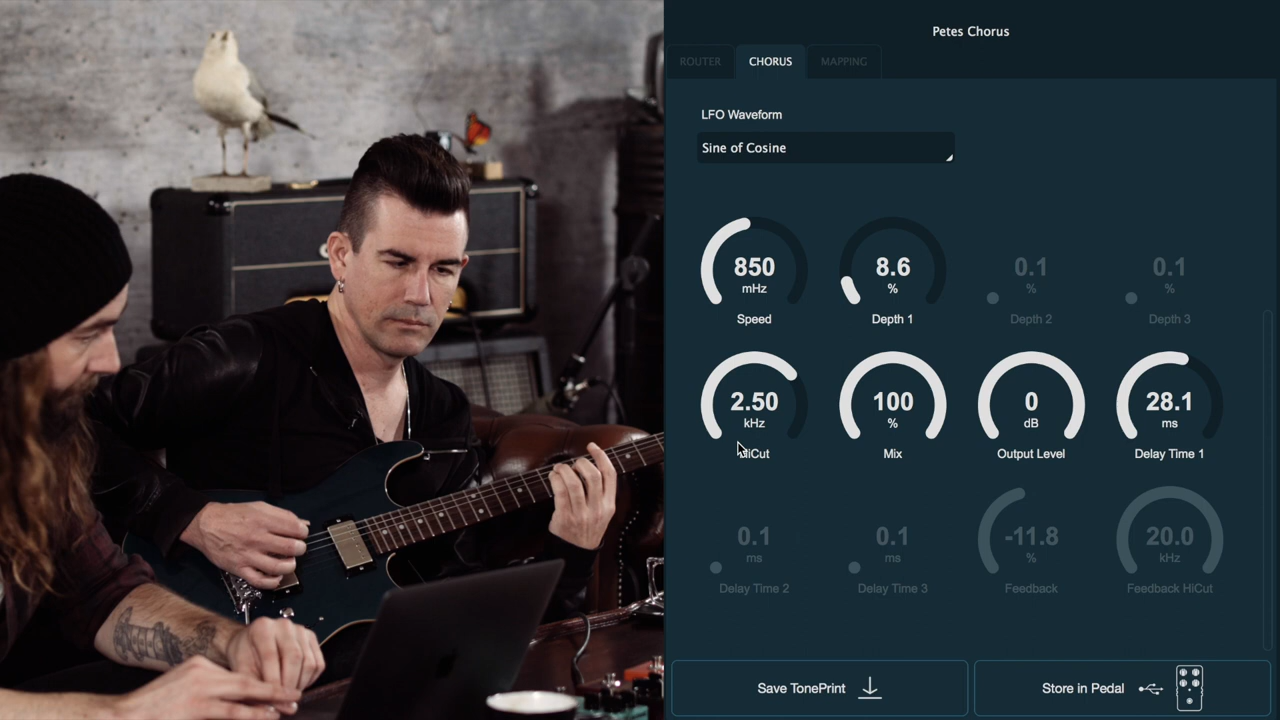 Petes Chorus
ROUTER CHORUS MAPPING
LFO Waveform
Sine of Cosine
850 8.6 0.1 0.1
mHz % % %
Speed Depth 1 Depth 2 Depth 3
2.50 100 0 28.1
kHz % dB ms
HiCut Mix Output Level Delay Time 1
0.1 0.1 -11.8 20.0
ms ms % kHz
Delay Time 2 Delay Time 3 Feedback Feedback HiCut
Save TonePrint Store in Pedal